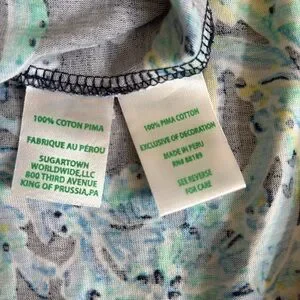 100% COTON PIMA
FABRIQUE AU PÉROU
SUGARTOWN
WORLDWIDE,LLC
800 THIRD AVENUE
KING OF PRUSSIA,PA
100% PIMA COTTON
EXCLUSIVE OF DECORATION
MADE IN PERU
RN# 88189
SEE REVERSE
FOR CARE